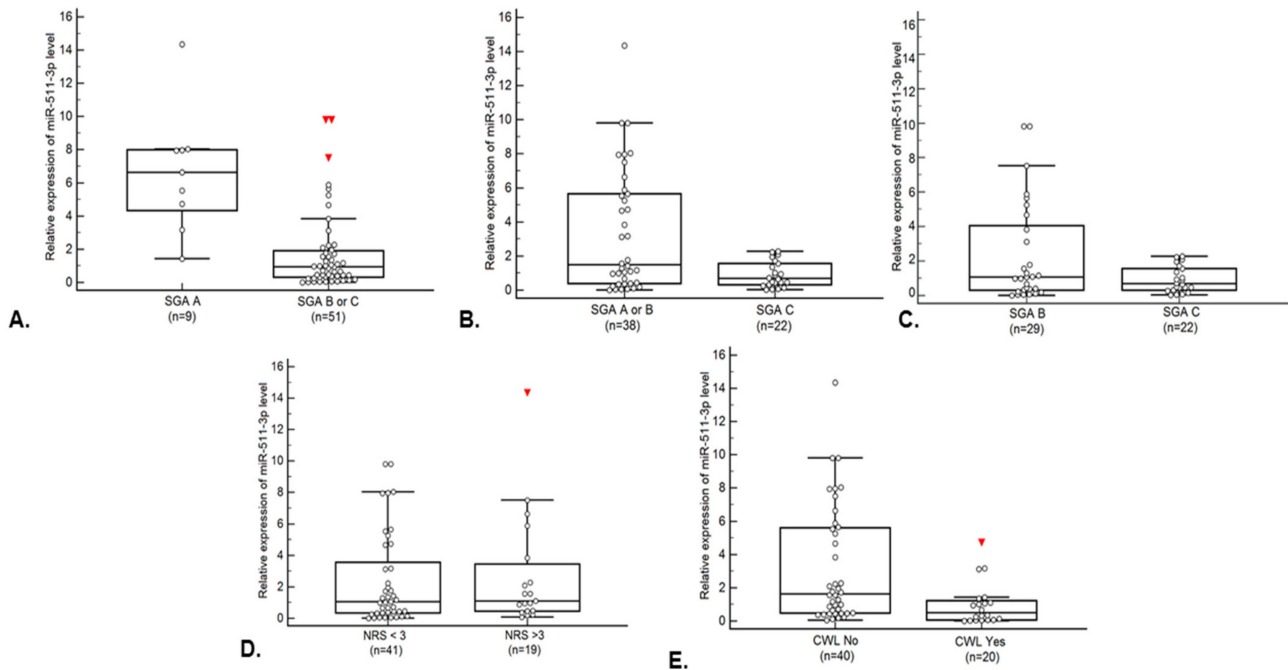 Relative expression of miR-511-3p level
16
14
12
10
8
6
4
2
0
SGA A
(n=9)
SGA B or C
(n=51)
A.
Relative expression of miR-511-3p level
16
14
12
10
8
6
4
2
0
SGA A or B
(n=38)
SGA C
(n=22)
B.
Relative expression of miR-511-3p level
16
14
12
10
8
6
4
2
0
SGA B
(n=29)
SGA C
(n=22)
C.
Relative expression of miR-511-3p level
16
14
12
10
8
6
4
2
0
NRS < 3
(n=41)
NRS >3
(n=19)
D.
Relative expression of miR-511-3p level
16
14
12
10
8
6
4
2
0
CWL No
(n=40)
CWL Yes
(n=20)
E.